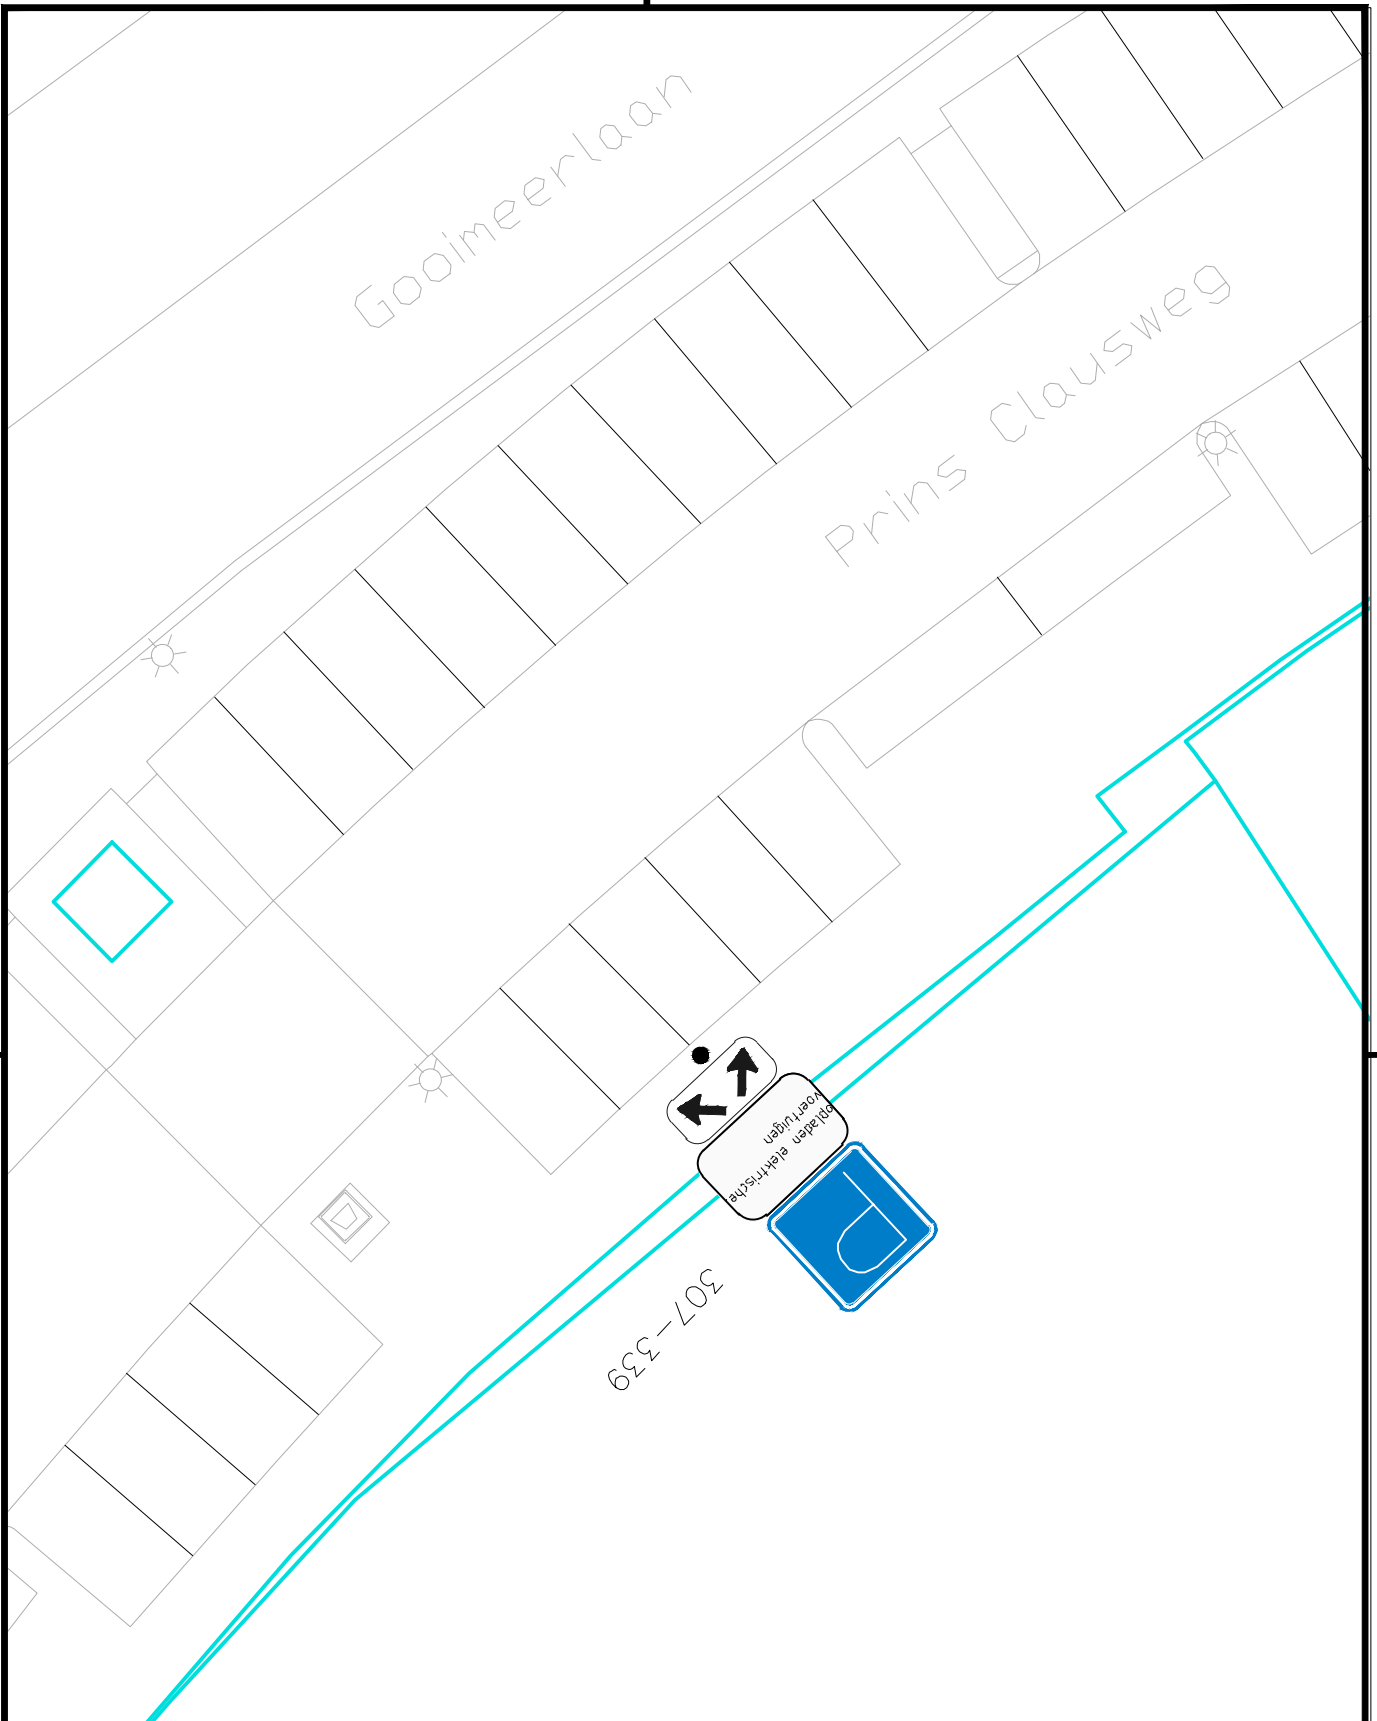 Gooimeerlaan
Prins Clausweg
opladen elektrische
voertuigen
P
307-339